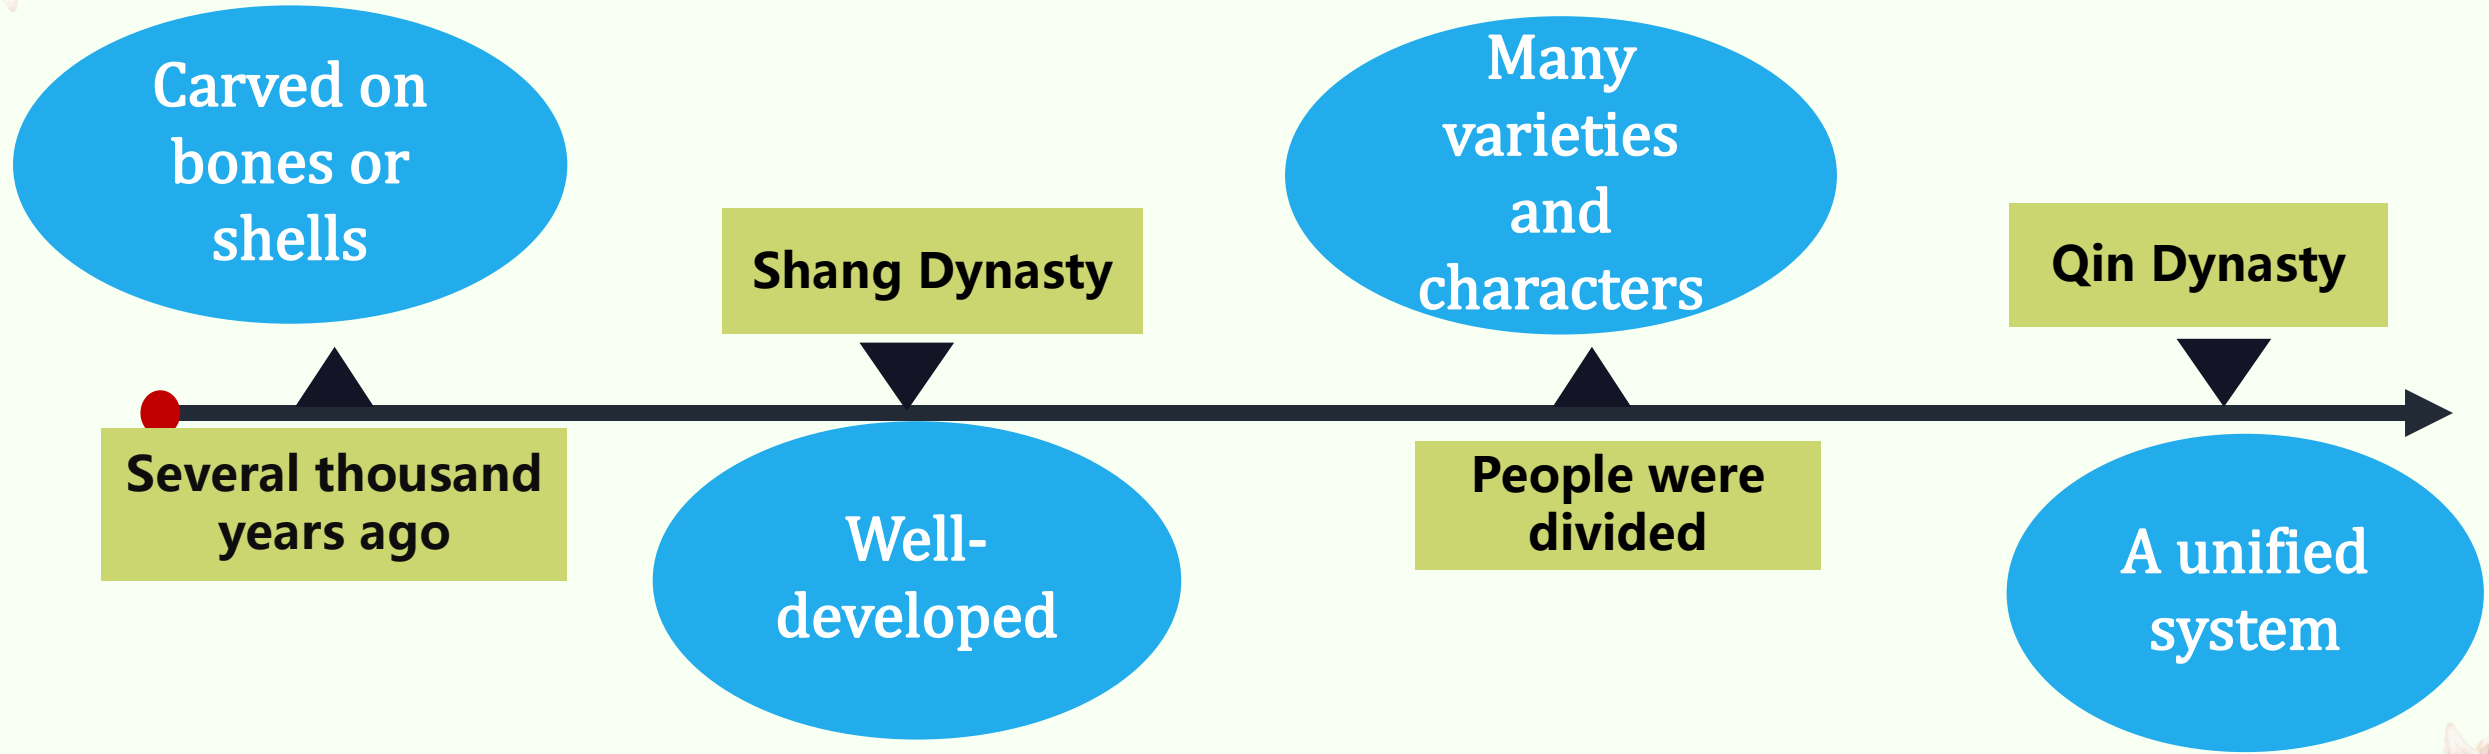 Carved on
bones or
shells
Several thousand
years ago
Shang Dynasty
Well-
developed
Many
varieties
and
characters
People were
divided
Qin Dynasty
A unified
system